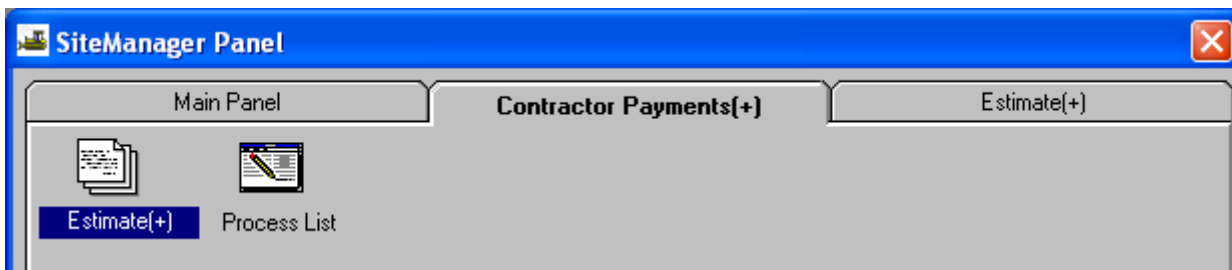 SiteManager Panel
Main Panel Contractor Payments(+) Estimate(+)
Estimate(+) Process List